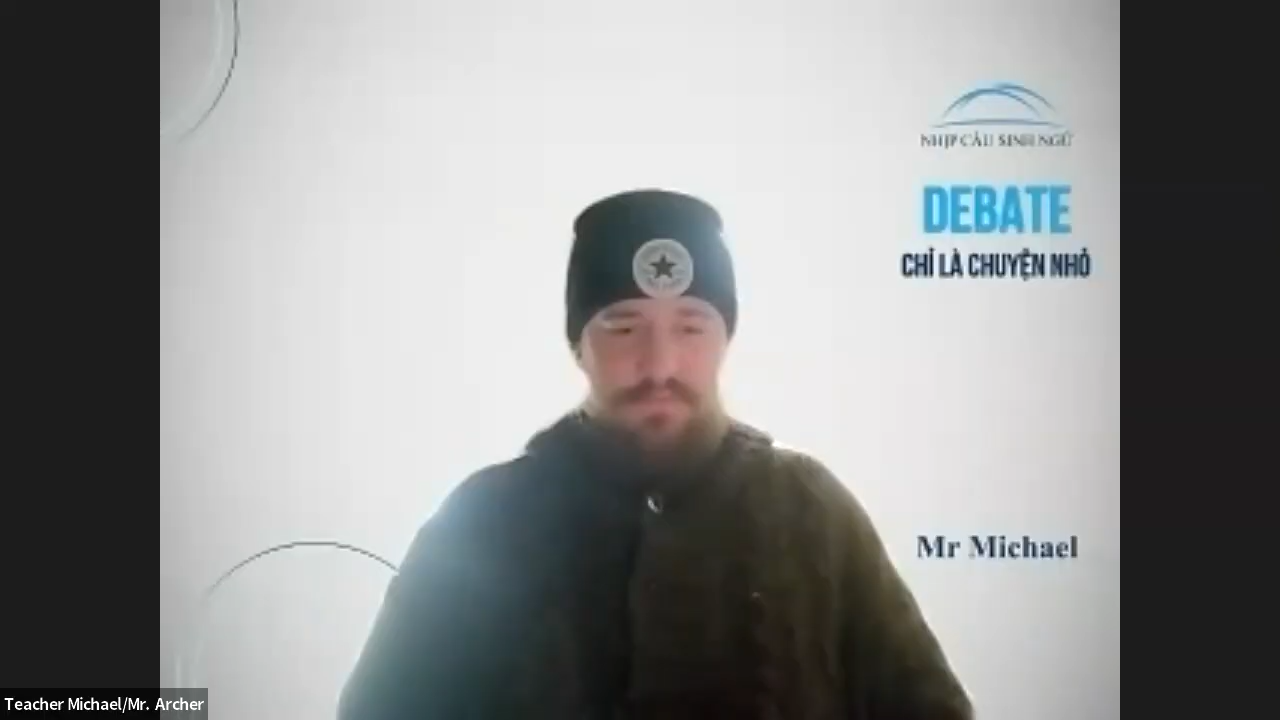 NHỊP CẦU SINH NGỮ
DEBATE
CHỈ LÀ CHUYỆN NHỎ
Mr Michael
Teacher Michael/Mr. Archer